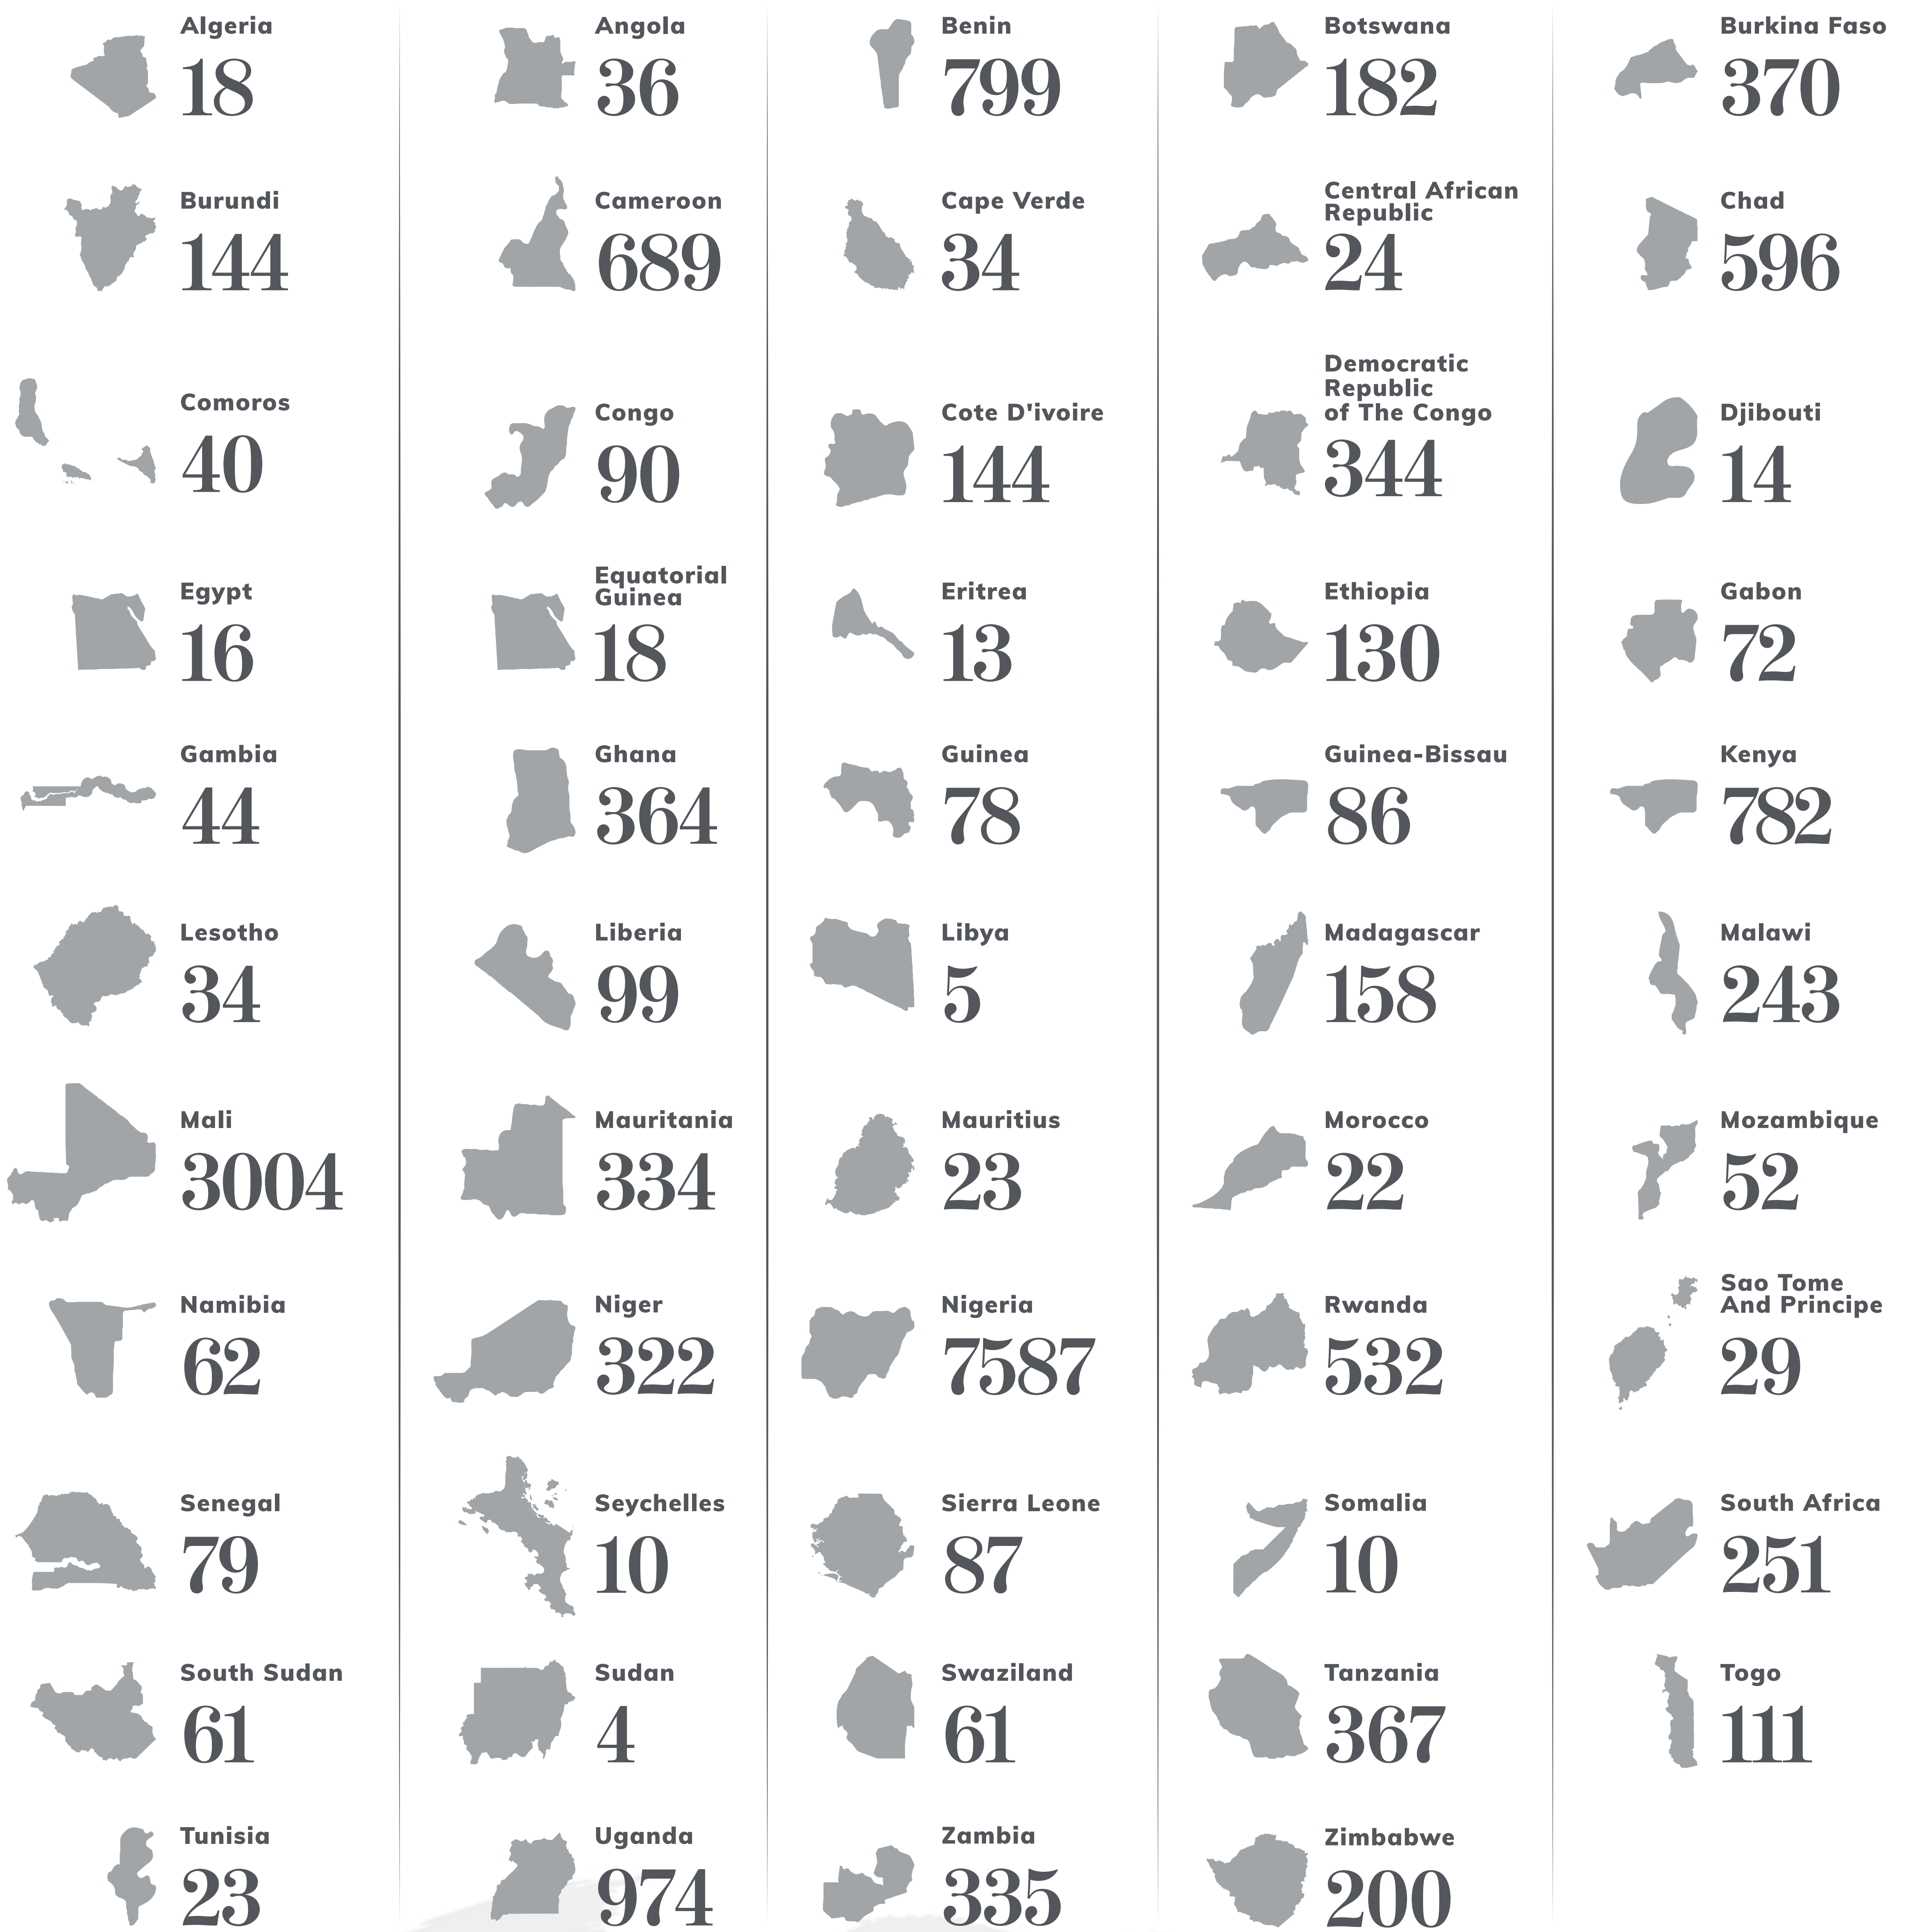 Algeria
18
Angola
36
Benin
799
Botswana
182
Burkina Faso
370
Burundi
144
Cameroon
689
Cape Verde
34
Central African
Republic
24
Chad
596
Comoros
40
Congo
90
Cote D'ivoire
144
Democratic
Republic
of The Congo
344
Djibouti
14
Egypt
16
Equatorial
Guinea
18
Eritrea
13
Ethiopia
130
Gabon
72
Gambia
44
Ghana
364
Guinea
78
Guinea-Bissau
86
Kenya
782
Lesotho
34
Liberia
99
Libya
5
Madagascar
158
Malawi
243
Mali
3004
Mauritania
334
Mauritius
23
Morocco
22
Mozambique
52
Namibia
62
Niger
322
Nigeria
7587
Rwanda
532
Sao Tome
And Principe
29
Senegal
79
Seychelles
10
Sierra Leone
87
Somalia
10
South Africa
251
South Sudan
61
Sudan
4
Swaziland
61
Tanzania
367
Togo
111
Tunisia
23
Uganda
974
Zambia
335
Zimbabwe
200